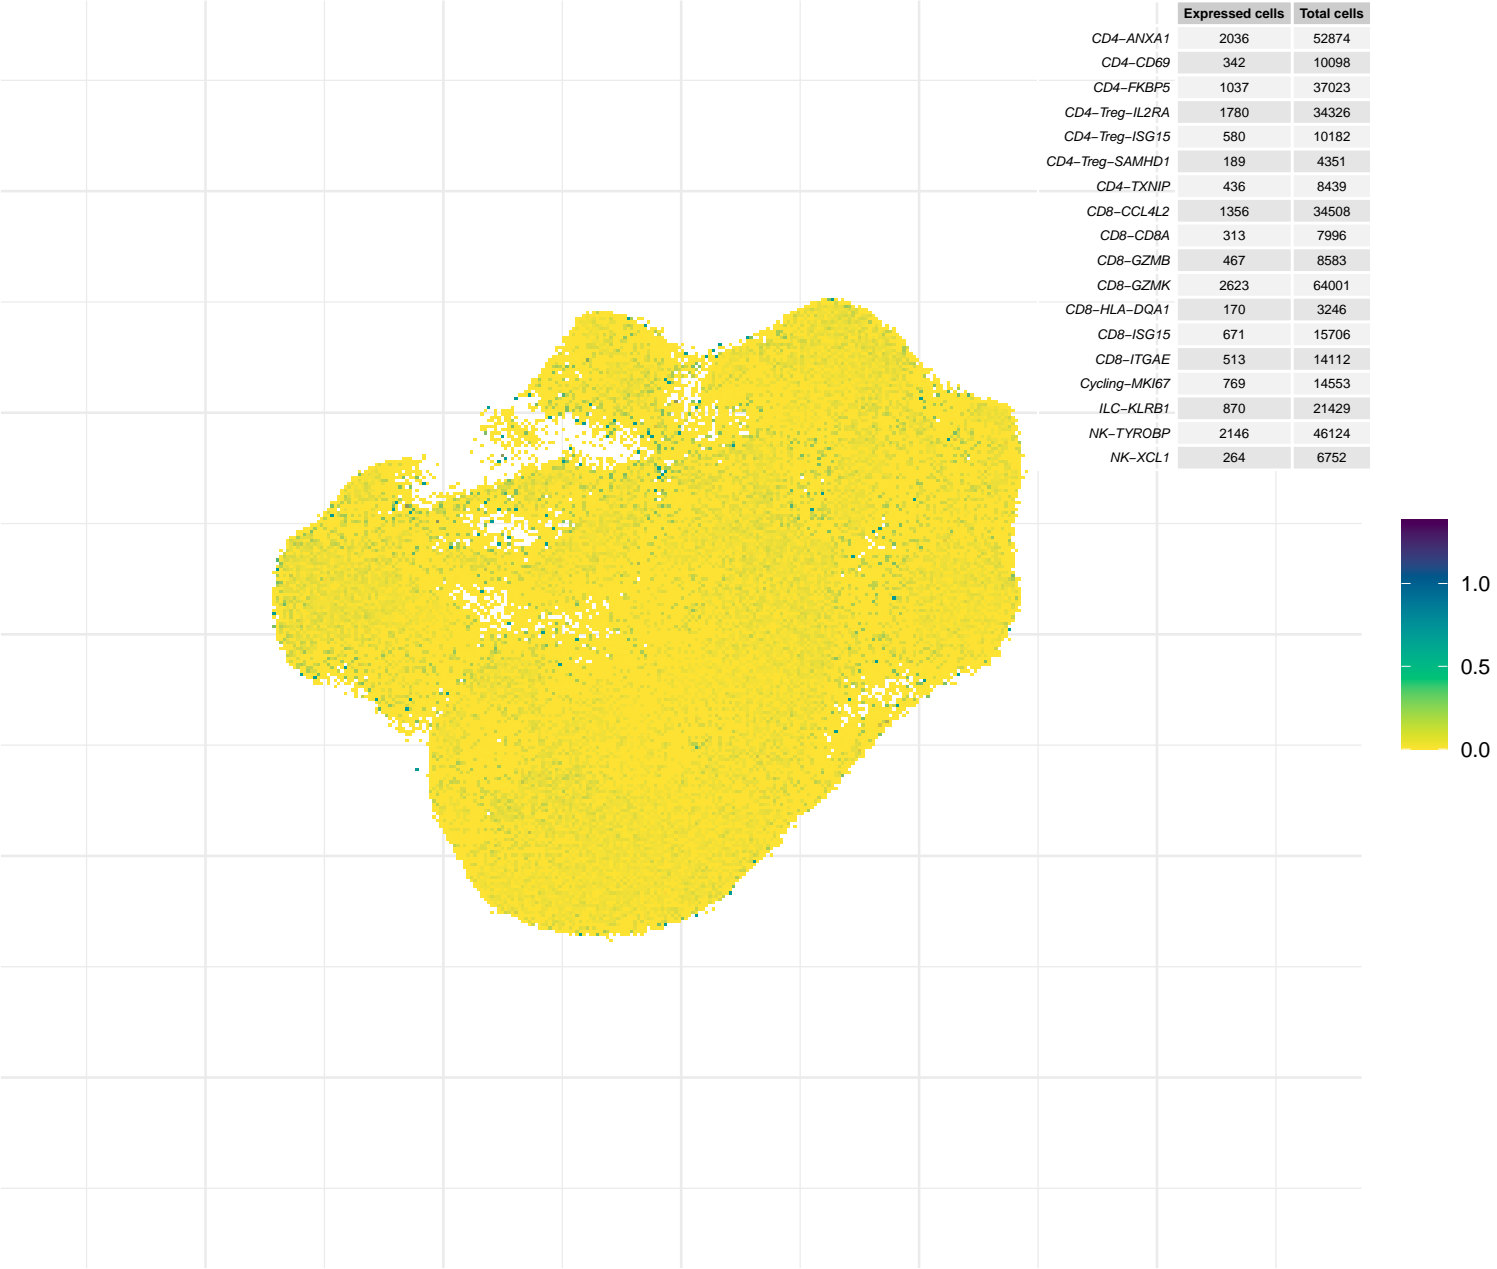 Expressed cells Total cells
CD4−ANXA1 2036 52874
CD4−CD69 342 10098
CD4−FKBP5 1037 37023
CD4−Treg−IL2RA 1780 34326
CD4−Treg−ISG15 580 10182
CD4−Treg−SAMHD1 189 4351
CD4−TXNIP 436 8439
CD8−CCL4L2 1356 34508
CD8−CD8A 313 7996
CD8−GZMB 467 8583
CD8−GZMK 2623 64001
CD8−HLA−DQA1 170 3246
CD8−ISG15 671 15706
CD8−ITGAE 513 14112
Cycling−MKI67 769 14553
ILC−KLRB1 870 21429
NK−TYROBP 2146 46124
NK−XCL1 264 6752
1.0
0.5
0.0